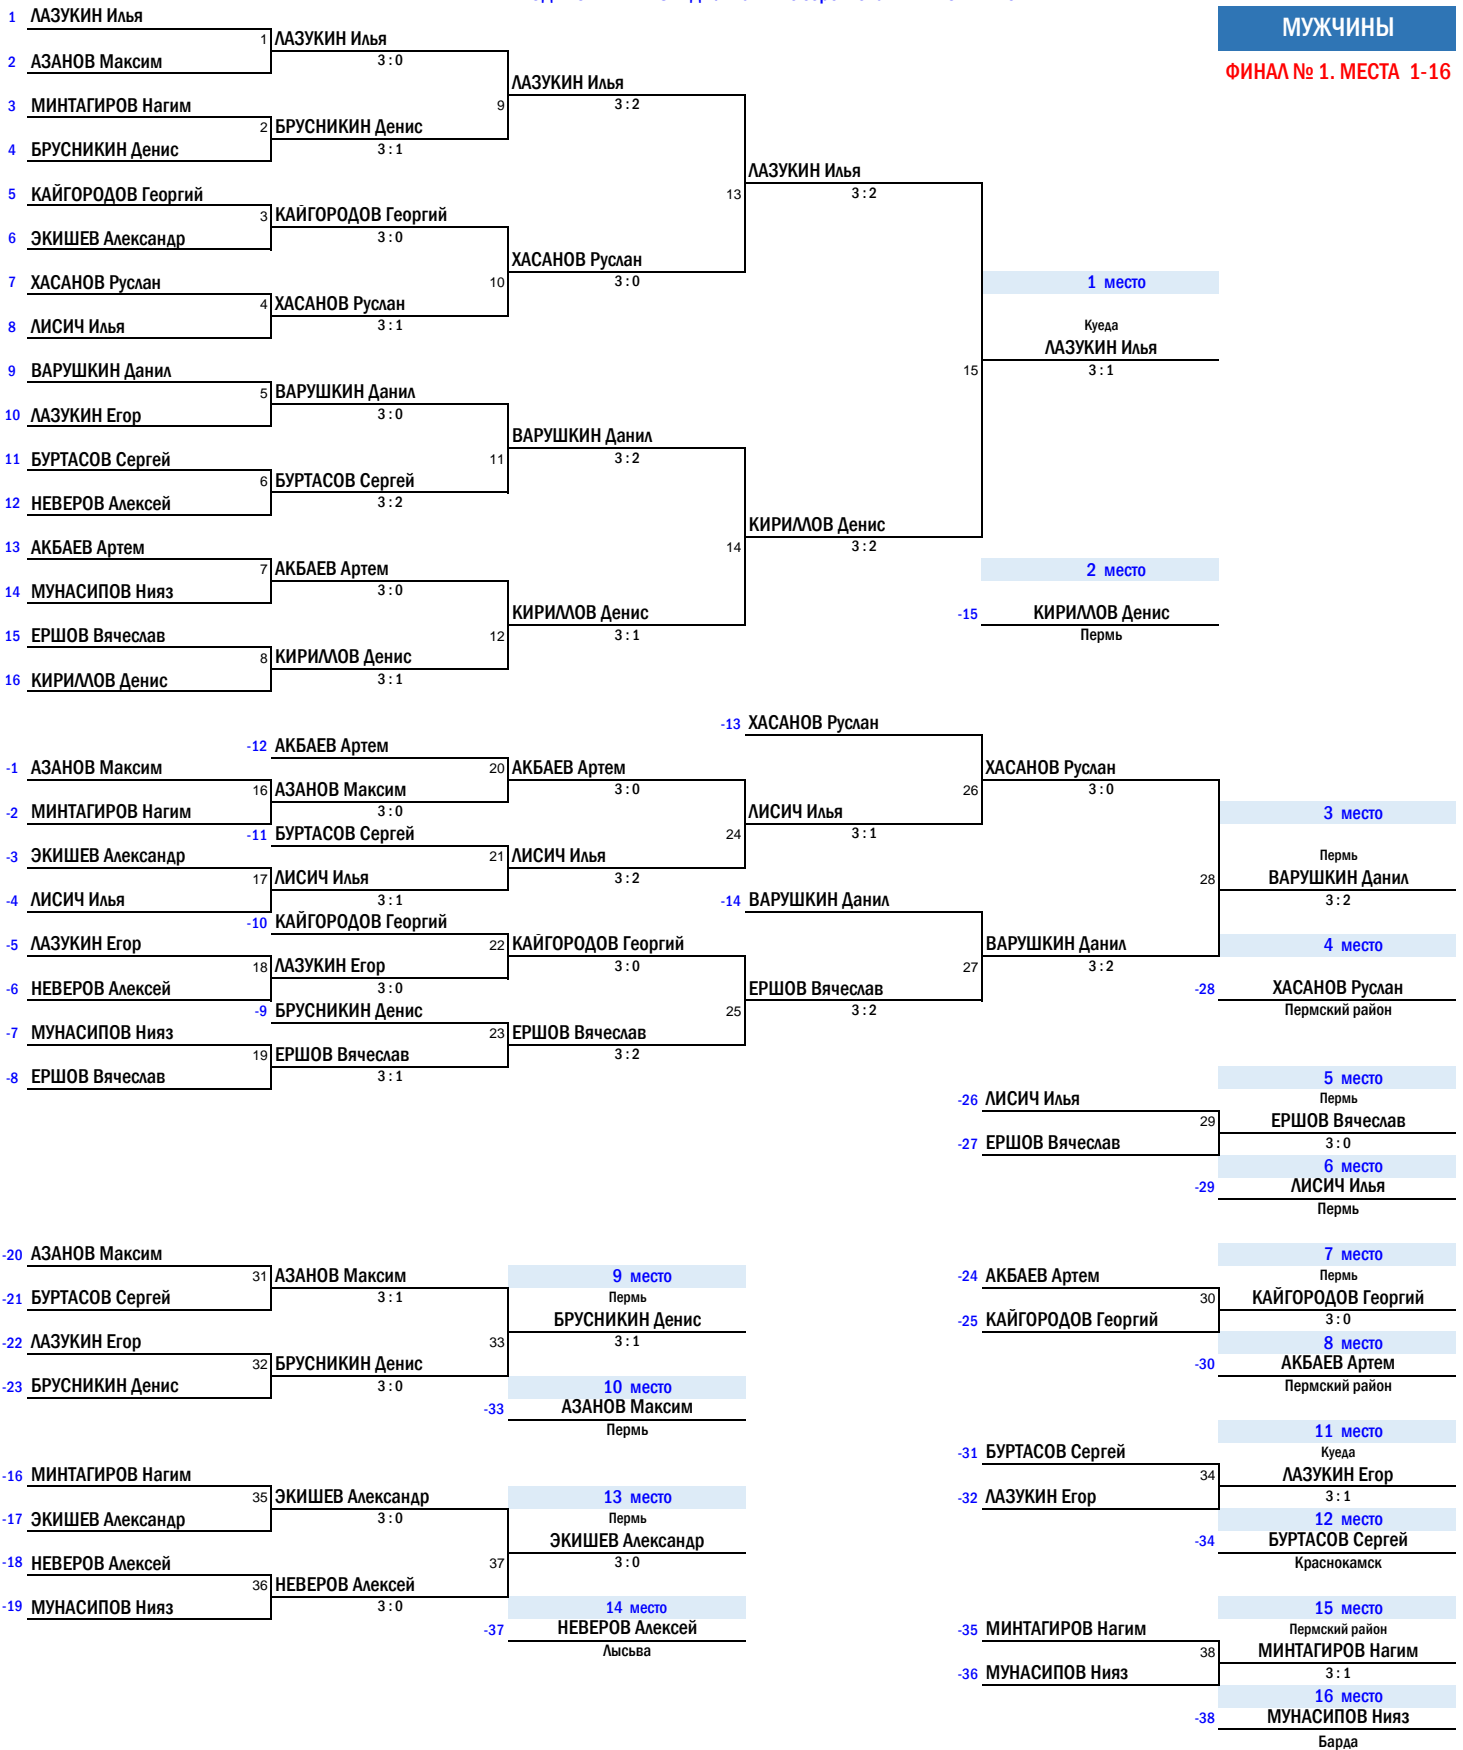 МУЖЧИНЫ
ФИНАЛ № 1. МЕСТА 1-16
1 ЛАЗУКИН Илья
1 ЛАЗУКИН Илья
3 : 0
2 АЗАНОВ Максим
ЛАЗУКИН Илья
3 : 2
3 МИНТАГИРОВ Нагим
9
2 БРУСНИКИН Денис
3 : 1
4 БРУСНИКИН Денис
ЛАЗУКИН Илья
3 : 2
5 КАЙГОРОДОВ Георгий
13
3 КАЙГОРОДОВ Георгий
3 : 0
6 ЭКИШЕВ Александр
ХАСАНОВ Руслан
3 : 0
7 ХАСАНОВ Руслан
10
1 место
4 ХАСАНОВ Руслан
3 : 1
8 ЛИСИЧ Илья
Куеда
ЛАЗУКИН Илья
3 : 1
9 ВАРУШКИН Данил
15
5 ВАРУШКИН Данил
3 : 0
10 ЛАЗУКИН Егор
ВАРУШКИН Данил
3 : 2
11 БУРТАСОВ Сергей
11
6 БУРТАСОВ Сергей
3 : 2
12 НЕВЕРОВ Алексей
КИРИЛЛОВ Денис
3 : 2
13 АКБАЕВ Артем
14
7 АКБАЕВ Артем
3 : 0
2 место
14 МУНАСИПОВ Нияз
КИРИЛЛОВ Денис
3 : 1
-15 КИРИЛЛОВ Денис
Пермь
15 ЕРШОВ Вячеслав
12
8 КИРИЛЛОВ Денис
3 : 1
16 КИРИЛЛОВ Денис
-13 ХАСАНОВ Руслан
-12 АКБАЕВ Артем
-1 АЗАНОВ Максим
20 АКБАЕВ Артем
3 : 0
ХАСАНОВ Руслан
3 : 0
16 АЗАНОВ Максим
3 : 0
26
-2 МИНТАГИРОВ Нагим
ЛИСИЧ Илья
3 : 1
3 место
-11 БУРТАСОВ Сергей
24
-3 ЭКИШЕВ Александр
21 ЛИСИЧ Илья
3 : 2
Пермь
17 ЛИСИЧ Илья
3 : 1
28
ВАРУШКИН Данил
3 : 2
-4 ЛИСИЧ Илья
-14 ВАРУШКИН Данил
-10 КАЙГОРОДОВ Георгий
-5 ЛАЗУКИН Егор
22 КАЙГОРОДОВ Георгий
3 : 0
ВАРУШКИН Данил
3 : 2
4 место
18 ЛАЗУКИН Егор
3 : 0
27
-6 НЕВЕРОВ Алексей
ЕРШОВ Вячеслав
3 : 2
-28 ХАСАНОВ Руслан
Пермский район
-9 БРУСНИКИН Денис
25
-7 МУНАСИПОВ Нияз
23 ЕРШОВ Вячеслав
3 : 2
19 ЕРШОВ Вячеслав
3 : 1
-8 ЕРШОВ Вячеслав
5 место
-26 ЛИСИЧ Илья
Пермь
29 ЕРШОВ Вячеслав
3 : 0
-27 ЕРШОВ Вячеслав
6 место
-29 ЛИСИЧ Илья
Пермь
-20 АЗАНОВ Максим
31 АЗАНОВ Максим
3 : 1
-21 БУРТАСОВ Сергей
9 место
Пермь
БРУСНИКИН Денис
3 : 1
-22 ЛАЗУКИН Егор
33
32 БРУСНИКИН Денис
3 : 0
-23 БРУСНИКИН Денис
10 место
-33 АЗАНОВ Максим
Пермь
7 место
-24 АКБАЕВ Артем
Пермь
30 КАЙГОРОДОВ Георгий
3 : 0
-25 КАЙГОРОДОВ Георгий
8 место
-30 АКБАЕВ Артем
Пермский район
11 место
-31 БУРТАСОВ Сергей
Куеда
34 ЛАЗУКИН Егор
3 : 1
-32 ЛАЗУКИН Егор
12 место
-34 БУРТАСОВ Сергей
Краснокамск
-16 МИНТАГИРОВ Нагим
35 ЭКИШЕВ Александр
3 : 0
-17 ЭКИШЕВ Александр
13 место
Пермь
ЭКИШЕВ Александр
3 : 0
-18 НЕВЕРОВ Алексей
37
36 НЕВЕРОВ Алексей
3 : 0
-19 МУНАСИПОВ Нияз
14 место
-37 НЕВЕРОВ Алексей
Лысьва
15 место
-35 МИНТАГИРОВ Нагим
Пермский район
38 МИНТАГИРОВ Нагим
3 : 1
-36 МУНАСИПОВ Нияз
16 место
-38 МУНАСИПОВ Нияз
Барда